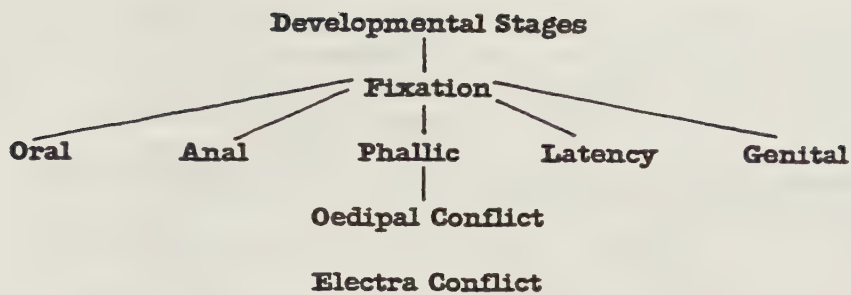 Developmental Stages
Fixation
Oral Anal Phallic Latency Genital
Oedipal Conflict
Electra Conflict